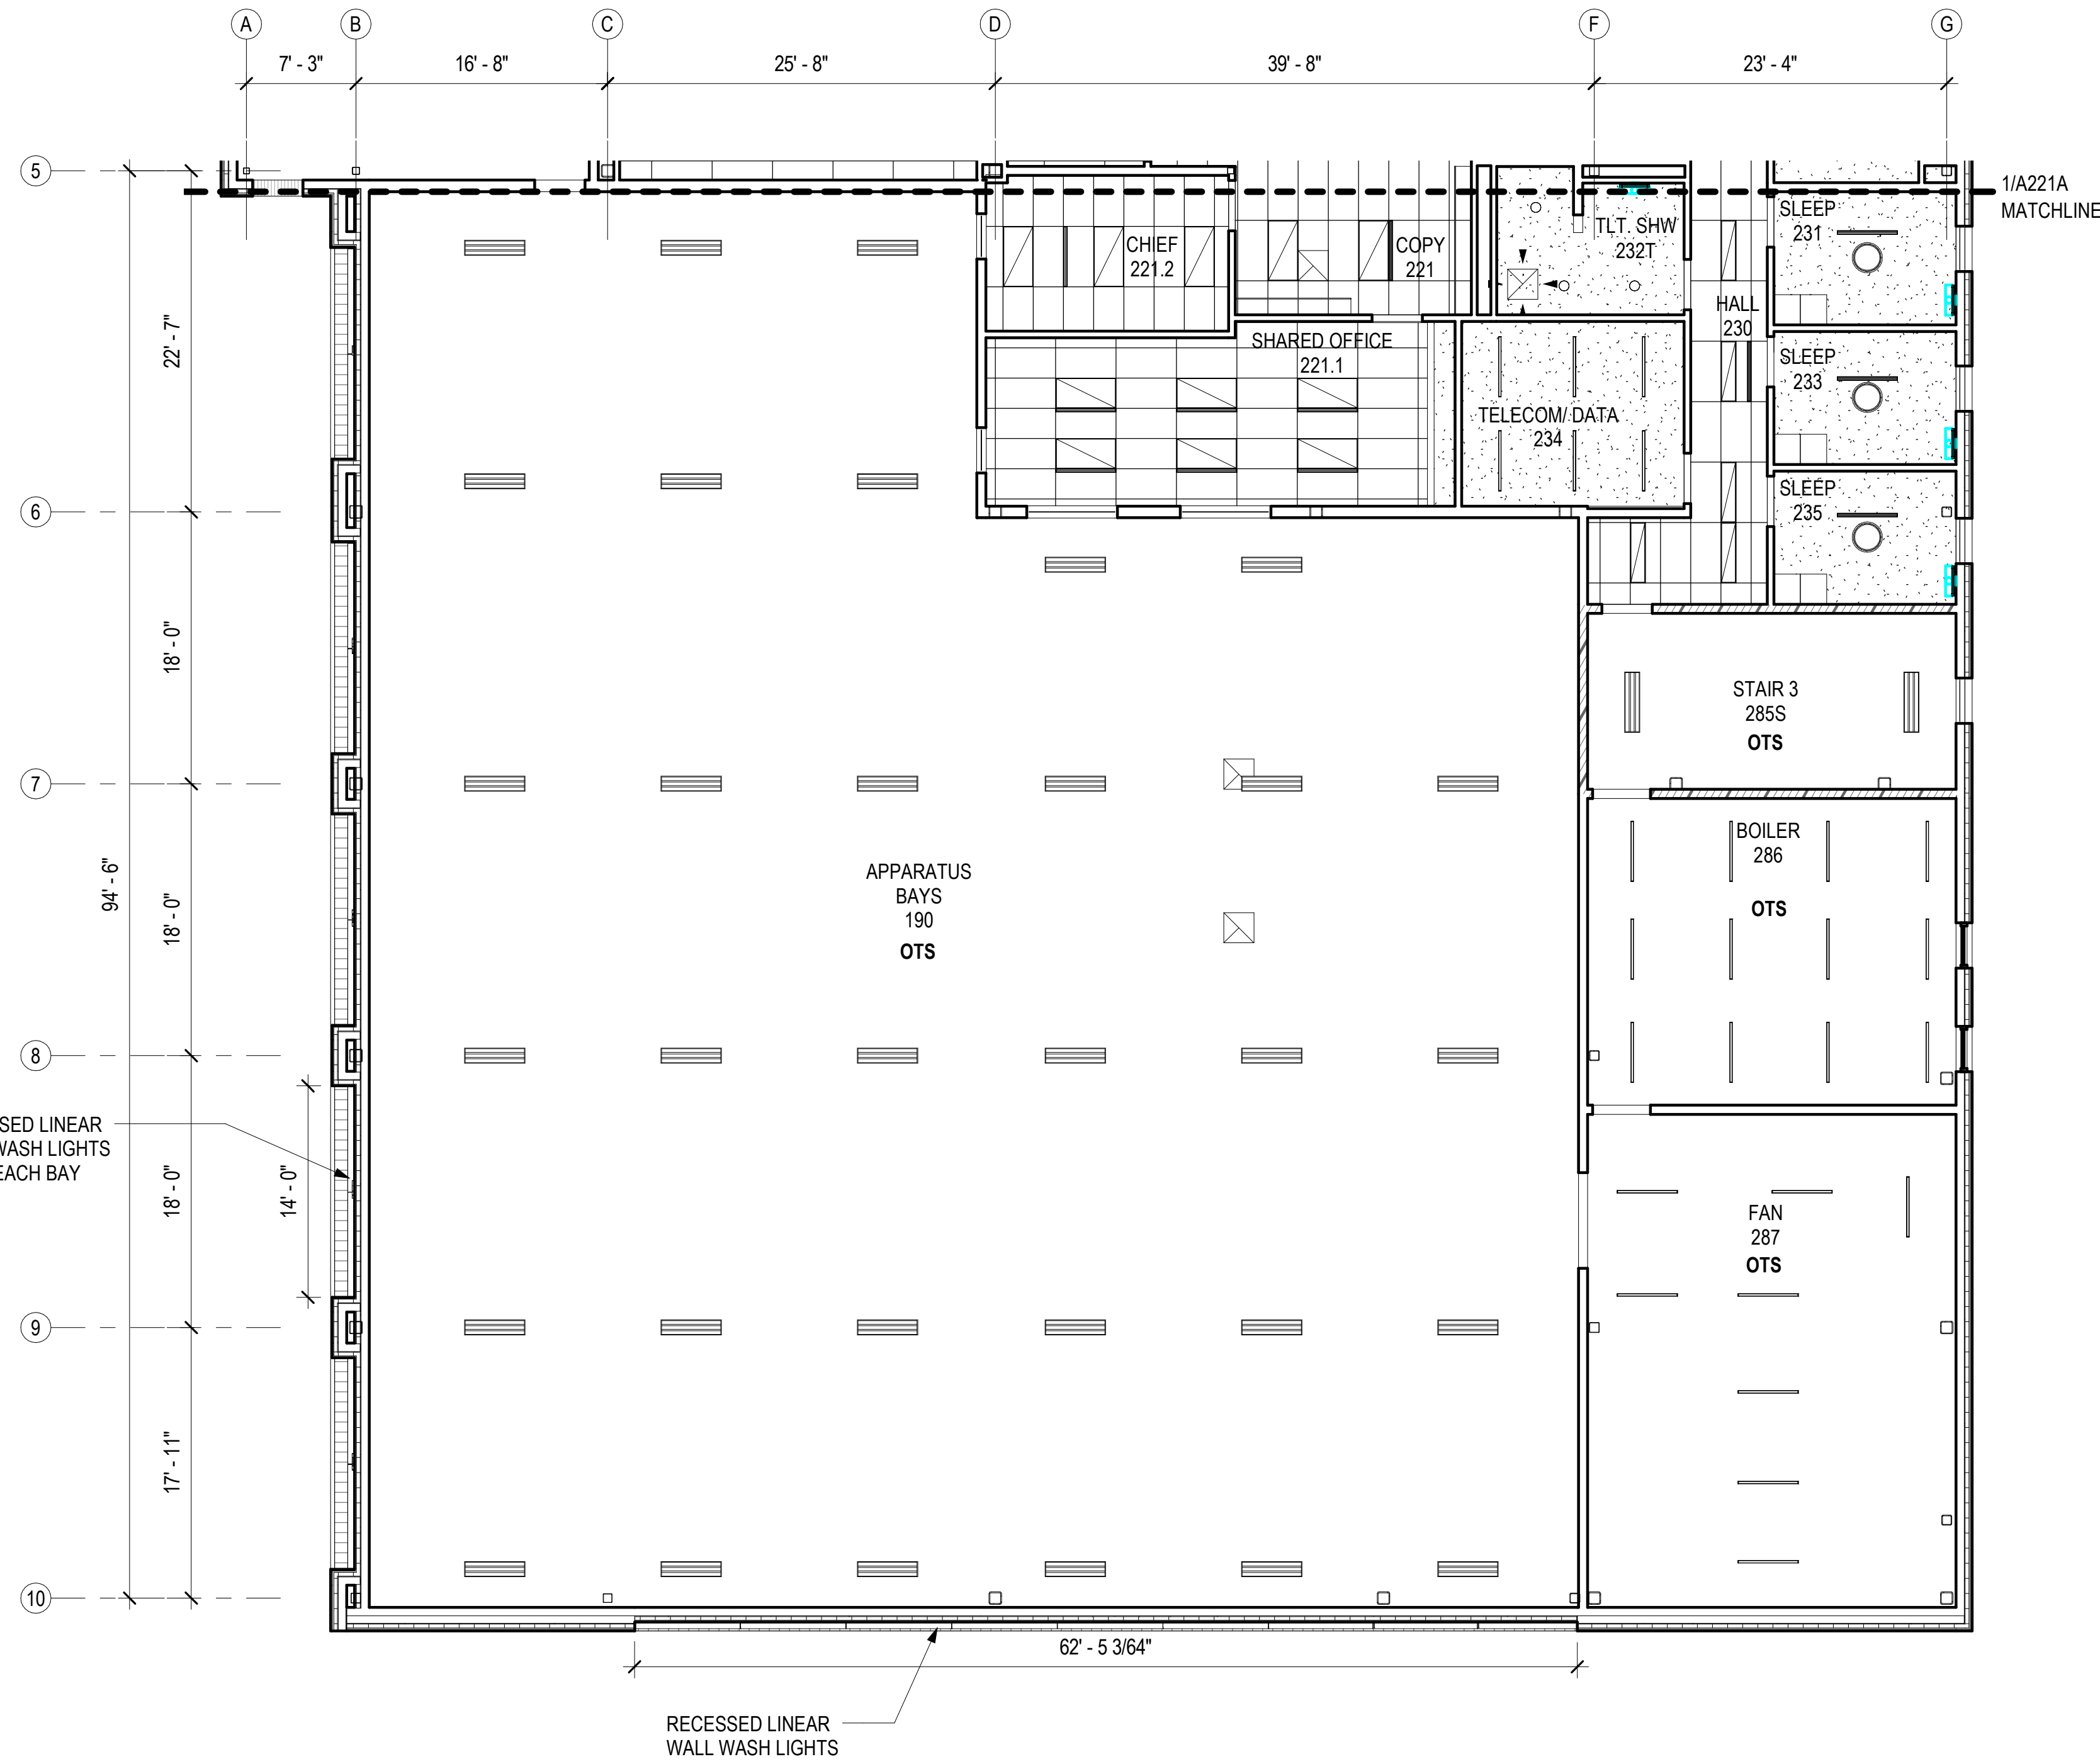 A B C D F G
7' - 3" 16' - 8" 25' - 8" 39' - 8" 23' - 4"
5
1/A221A
MATCHLINE
SLEEP
231
TLT. SHW
232T
CHIEF
221.2
COPY
221
HALL
230
22' - 7"
SHARED OFFICE
221.1
SLEEP
233
TELECOM/ DATA
234
SLEEP
235
6
18' - 0"
STAIR 3
285S
OTS
7
BOILER
286
OTS
94' - 6"
18' - 0"
APPARATUS
BAYS
190
OTS
8
SED LINEAR
WASH LIGHTS
EACH BAY
18' - 0"
14' - 0"
FAN
287
OTS
9
17' - 11"
10
62' - 5 3/64"
RECESSED LINEAR
WALL WASH LIGHTS